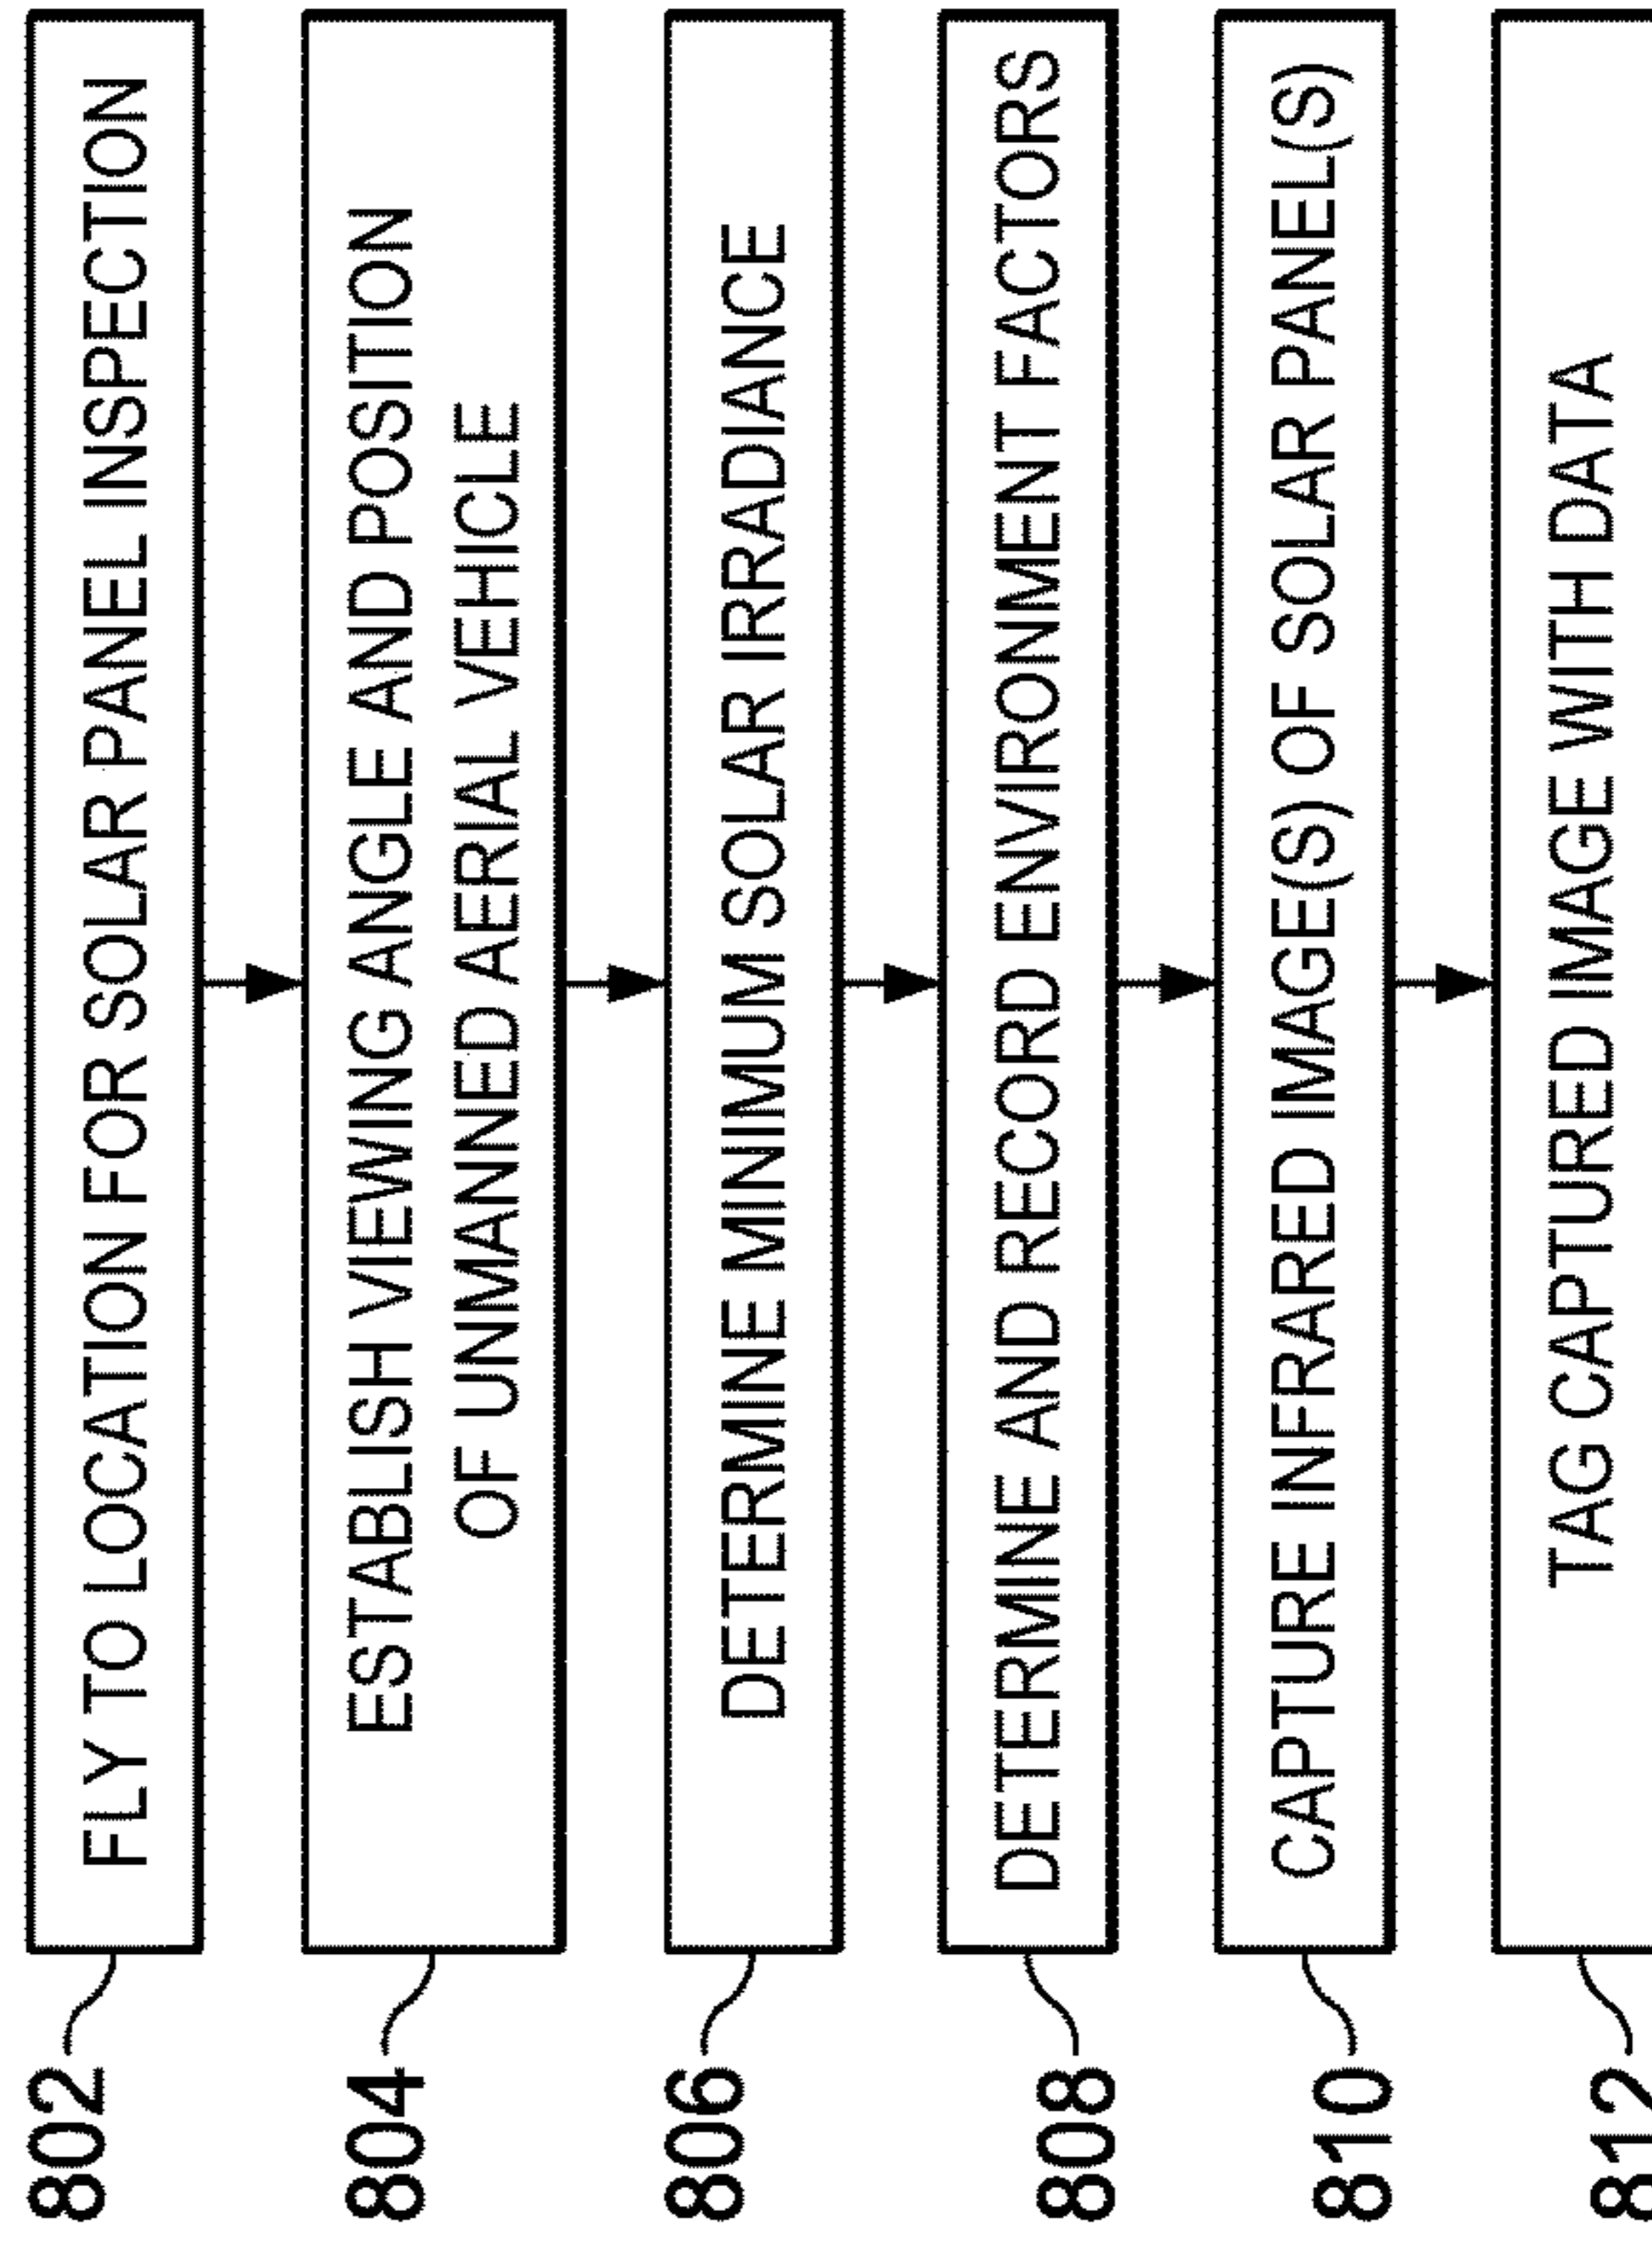 802
FLY TO LOCATION FOR SOLAR PANEL INSPECTION
804
ESTABLISH VIEWING ANGLE AND POSITION
OF UNMANNED AERIAL VEHICLE
806
DETERMINE MINIMUM SOLAR IRRADIANCE
808
DETERMINE AND RECORD ENVIRONMENT FACTORS
810
CAPTURE INFRARED IMAGE(S) OF SOLAR PANEL(S)
812
TAG CAPTURED IMAGE WITH DATA